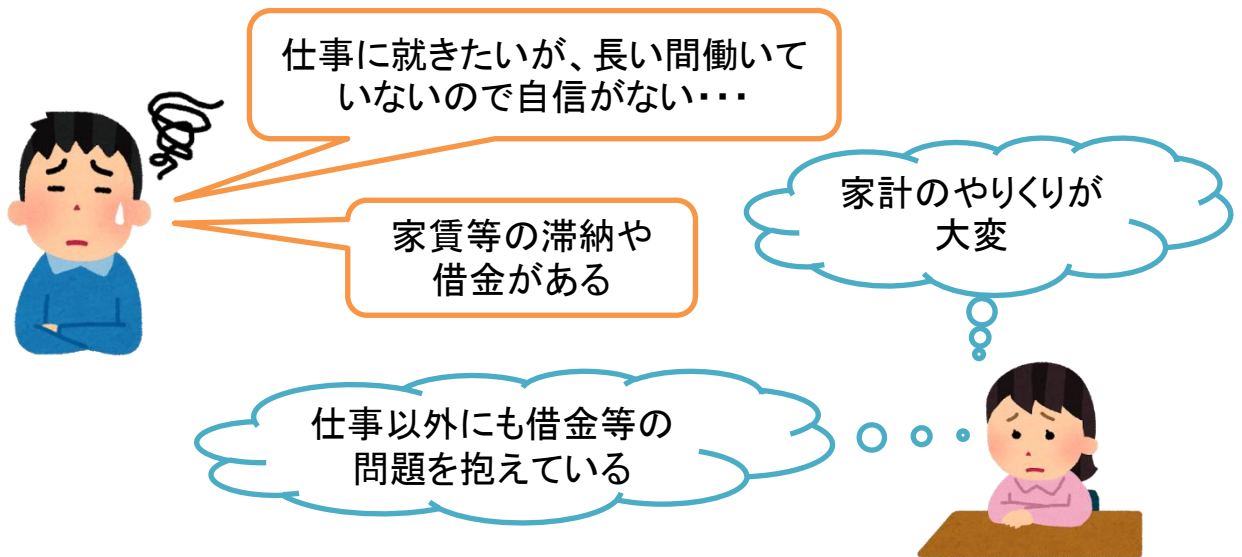 仕事に就きたいが、長い間働いて
いないので自信がない・・・
家賃等の滞納や
借金がある
家計のやりくりが
大変
仕事以外にも借金等の
問題を抱えている